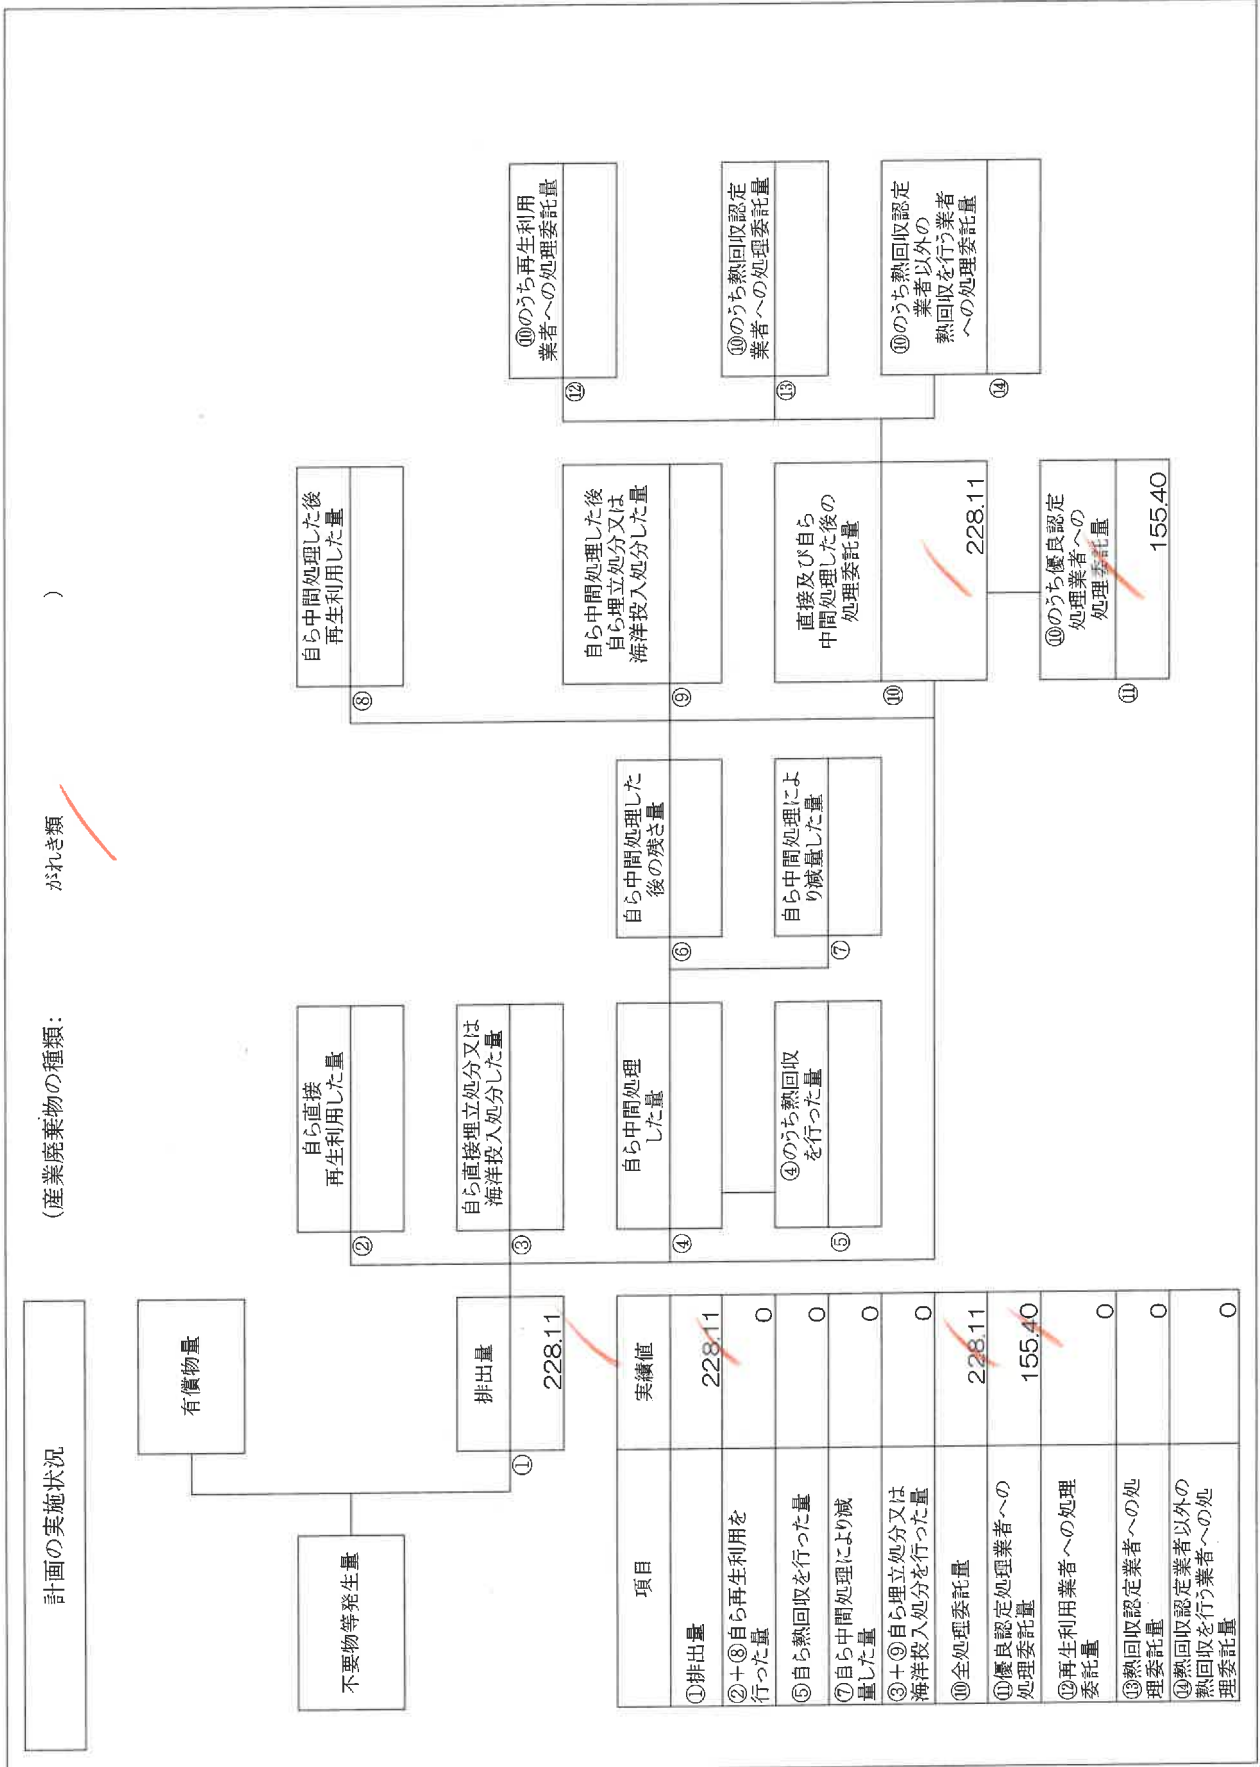 計画の実施状況
(産業廃棄物の種類: がれき類 )
不要物等発生量
有償物量
排出量
①
228.11
自ら直接
再生利用した量
②
自ら直接埋立処分又は
海洋投入処分した量
③
自ら中間処理
した量
④
④のうち熱回収
を行った量
⑤
自ら中間処理した
後の残さ量
⑥
自ら中間処理によ
り減量した量
⑦
自ら中間処理した後
再生利用した量
⑧
自ら中間処理した後
自ら埋立処分又は
海洋投入処分した量
⑨
直接及び自ら
中間処理した後の
処理委託量
⑩
228.11
⑩のうち優良認定
処理業者への
処理委託量
⑪
155.40
⑩のうち再生利用
業者への処理委託量
⑫
⑩のうち熱回収認定
業者への処理委託量
⑬
⑩のうち熱回収認定
業者以外の
熱回収を行う業者
への処理委託量
⑭
項目 実績値
①排出量 228.11
②+⑧自ら再生利用を
行った量 0
⑤自ら熱回収を行った量 0
⑦自ら中間処理により減
量した量 0
③+⑨自ら埋立処分又は
海洋投入処分を行った量 0
⑩全処理委託量 228.11
⑪優良認定処理業者への
処理委託量 155.40
⑫再生利用業者への処理
委託量 0
⑬熱回収認定業者への処
理委託量 0
⑭熱回収認定業者以外の
熱回収を行う業者への処
理委託量 0